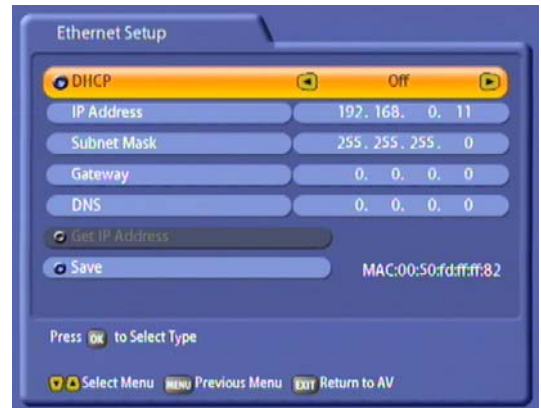 Ethernet Setup
DHCP Off
IP Address 192. 168. 0. 11
Subnet Mask 255. 255. 255. 0
Gateway 0. 0. 0. 0
DNS 0. 0. 0. 0
Get IP Address
Save MAC:00:50:fd:ff:ff:82
Press OK to Select Type
Select Menu MENU Previous Menu EXIT Return to AV